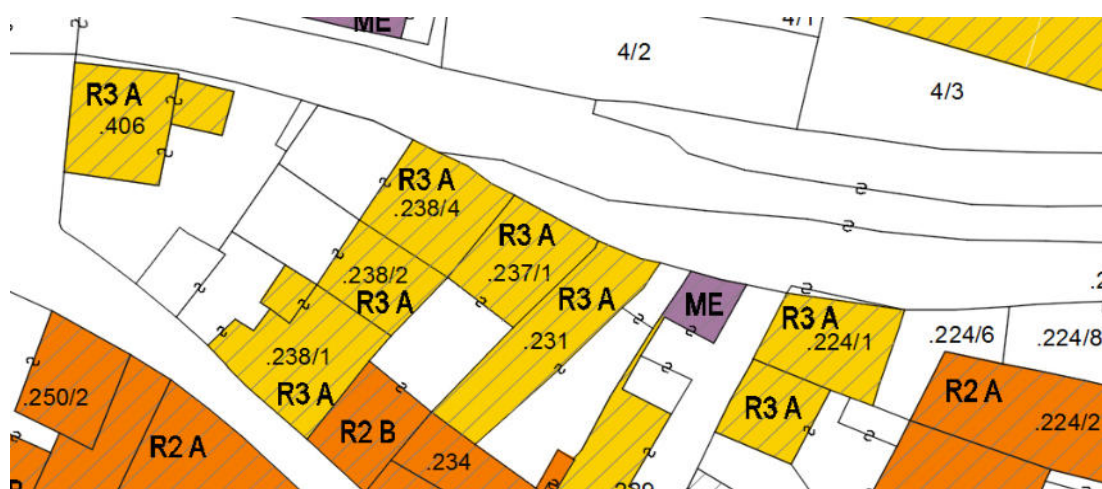 ME
4/1
4/2
4/3
R3 A
.406
R3 A
.238/4
R3 A
.237/1
.238/2
R3 A
R3 A
.231
ME
R3 A
.224/1
.224/6
.224/8
.238/1
R3 A
R3 A
R2 A
.224/2
.250/2
R2 A
R2 B
.234